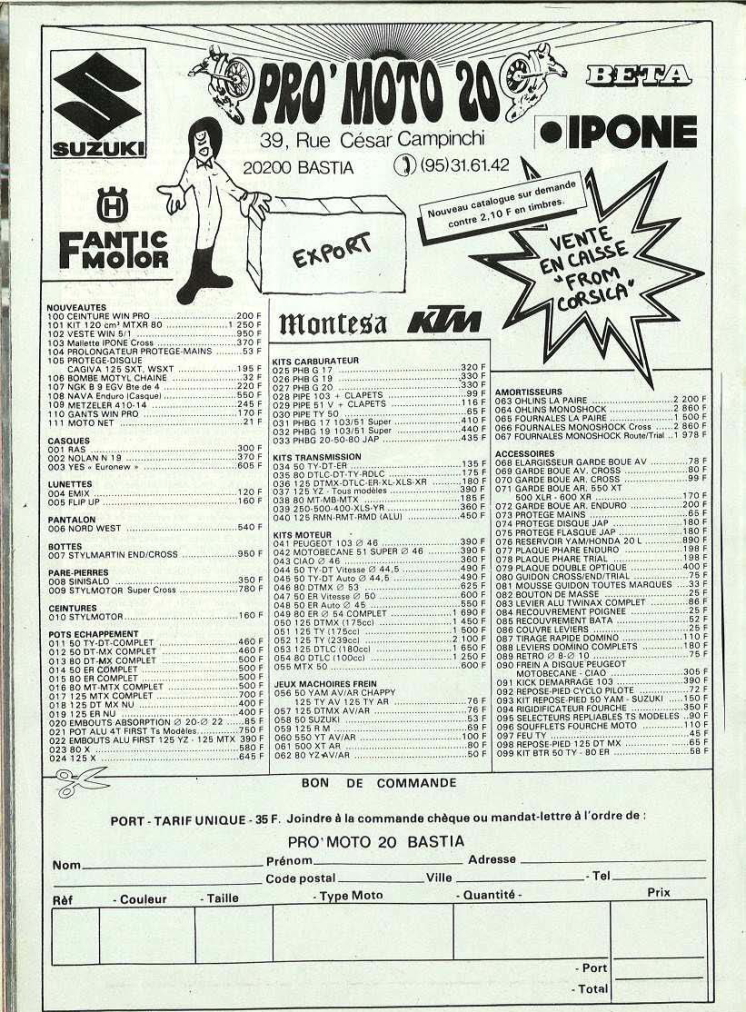 SUZUKI
PRO' MOTO 20
BETA
39, Rue César Campinchi
IPONE
20200 BASTIA (95)31.61.42
H
FANTIC
MOTOR
EXPORT
Nouveau catalogue sur demande
contre 2,10 F en timbres.
VENTE
EN CAISSE
"FROM
CORSICA"
NOUVEAUTES
100 CEINTURE WIN PRO 200 F
101 KIT 120 cm³ MTXR 80 1 250 F
102 VESTE WIN 5/1 950 F
103 Mallette IPONE Cross 370 F
104 PROLONGATEUR PROTEGE-MAINS 53 F
105 PROTEGE-DISQUE
CAGIVA 125 SXT, WSXT 195 F
106 BOMBE MOTYL CHAINE 32 F
107 NGK B 9 EGV Bte de 4 220 F
108 NAVA Enduro (Casque) 550 F
109 METZELER 410-14 245 F
110 GANTS WIN PRO 170 F
111 MOTO NET 21 F
CASQUES
001 RAS 300 F
002 NOLAN N 19 370 F
003 YES « Euronew » 605 F
LUNETTES
004 EMIX 120 F
005 FLIP UP 160 F
PANTALON
006 NORD WEST 540 F
BOTTES
007 STYLMARTIN END/CROSS 950 F
PARE-PIERRES
008 SINISALO 350 F
009 STYLMOTOR Super Cross 780 F
CEINTURES
010 STYLMOTOR 160 F
POTS ECHAPPEMENT
011 50 TY-DT-COMPLET 460 F
012 50 DT-MX COMPLET 460 F
013 80 DT-MX COMPLET 500 F
014 50 ER COMPLET 500 F
015 80 ER COMPLET 500 F
016 80 MT-MTX COMPLET 500 F
017 125 MTX COMPLET 700 F
018 125 DT MX NU 400 F
019 125 ER NU 400 F
020 EMBOUTS ABSORPTION Ø 20-Ø 22 85 F
021 POT ALU 4T FIRST Ts Modèles 750 F
022 EMBOUTS ALU FIRST 125 YZ - 125 MTX 390 F
023 80 X 580 F
024 125 X 645 F
Montesa KTM
KITS CARBURATEUR
025 PHB G 17 320 F
026 PHB G 19 330 F
027 PHB G 20 330 F
028 PIPE 103 + CLAPETS 99 F
029 PIPE 51 V + CLAPETS 116 F
030 PIPE TY 50 65 F
031 PHBG 17 103/51 Super 410 F
032 PHBG 19 103/51 Super 440 F
033 PHBG 20-50-80 JAP 435 F
KITS TRANSMISSION
034 50 TY-DT-ER 135 F
035 80 DTLC-DT-TY-RDLC 175 F
036 125 DTMX-DTLC-ER-XL-XLS-XR 180 F
037 125 YZ - Tous modèles 390 F
038 80 MT-MB-MTX 185 F
039 250-500-400-XLS-YR 360 F
040 125 RMN-RMT-RMD (ALU) 450 F
KITS MOTEUR
041 PEUGEOT 103 Ø 46 390 F
042 MOTOBECANE 51 SUPER Ø 46 390 F
043 CIAO Ø 46 360 F
044 50 TY-DT Vitesse Ø 44,5 490 F
045 50 TY-DT Auto Ø 44,5 490 F
046 80 DTMX Ø 53 625 F
047 50 ER Vitesse Ø 50 600 F
048 50 ER Auto Ø 45 550 F
049 80 ER Ø 54 COMPLET 1 690 F
050 125 DTMX (175cc) 1 450 F
051 125 TY (175cc) 1 500 F
052 125 TY (239cc) 2 100 F
053 125 DTLC (180cc) 1 650 F
054 80 DTLC (100cc) 1 250 F
055 MTX 50 600 F
JEUX MACHOIRES FREIN
056 50 YAM AV/AR CHAPPY
125 TY AV 125 TY AR 76 F
057 125 DTMX AV/AR 76 F
058 50 SUZUKI 53 F
059 125 R M 69 F
060 550 YT AV/AR 100 F
061 500 XT AR 80 F
062 80 YZ AV/AR 50 F
AMORTISSEURS
063 OHLINS LA PAIRE 2 200 F
064 OHLINS MONOSHOCK 2 860 F
065 FOURNALES LA PAIRE 1 500 F
066 FOURNALES MONOSHOCK Cross 2 860 F
067 FOURNALES MONOSHOCK Route/Trial 1 978 F
ACCESSOIRES
068 ELARGISSEUR GARDE BOUE AV 78 F
069 GARDE BOUE AV. CROSS 80 F
070 GARDE BOUE AR. CROSS 99 F
071 GARDE BOUE AR. 550 XT
500 XLR - 600 XR 170 F
072 GARDE BOUE AR. ENDURO 200 F
073 PROTEGE MAINS 65 F
074 PROTEGE DISQUE JAP 180 F
075 PROTEGE FLASQUE JAP 180 F
076 RESERVOIR YAM/HONDA 20 L 890 F
077 PLAQUE PHARE ENDURO 198 F
078 PLAQUE PHARE TRIAL 198 F
079 PLAQUE DOUBLE OPTIQUE 400 F
080 GUIDON CROSS/END/TRIAL 75 F
081 MOUSSE GUIDON TOUTES MARQUES 33 F
082 BOUTON DE MASSE 25 F
083 LEVIER ALU TWINAX COMPLET 86 F
084 RECOUVREMENT POIGNEE 25 F
085 RECOUVREMENT BATA 52 F
086 COUVRE LEVIERS 25 F
087 TIRAGE RAPIDE DOMINO 110 F
088 LEVIERS DOMINO COMPLETS 180 F
089 RETRO Ø 8-Ø 10 75 F
090 FREIN A DISQUE PEUGEOT
MOTOBECANE - CIAO 305 F
091 KICK DEMARRAGE 103 390 F
092 REPOSE-PIED CYCLO PILOTE 72 F
093 KIT REPOSE-PIED 50 YAM - SUZUKI 150 F
094 RIGIDIFICATEUR FOURCHE 350 F
095 SELECTEURS REPLIABLES TS MODELES 90 F
096 SOUFFLETS FOURCHE MOTO 110 F
097 FEU TY 45 F
098 REPOSE-PIED 125 DT MX 65 F
099 KIT BTR 50 TY - 80 ER 58 F
BON DE COMMANDE
PORT - TARIF UNIQUE - 35 F. Joindre à la commande chèque ou mandat-lettre à l'ordre de :
PRO'MOTO 20 BASTIA
Nom Prénom Adresse
Code postal Ville - Tel
Rèf - Couleur - Taille - Type Moto - Quantité - Prix
- Port
- Total